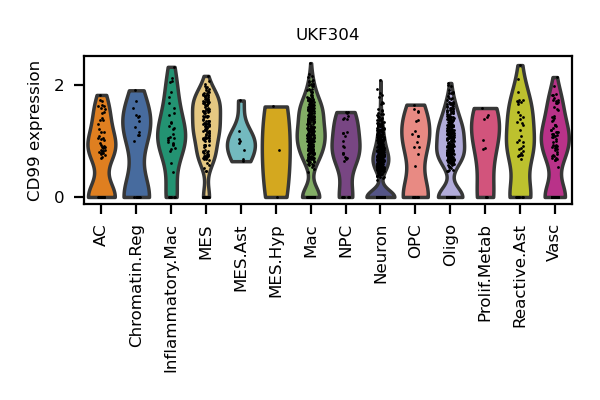 UKF304
CD99 expression
2
0
AC
Chromatin.Reg
Inflammatory.Mac
MES
MES.Ast
MES.Hyp
Mac
NPC
Neuron
OPC
Oligo
Prolif.Metab
Reactive.Ast
Vasc